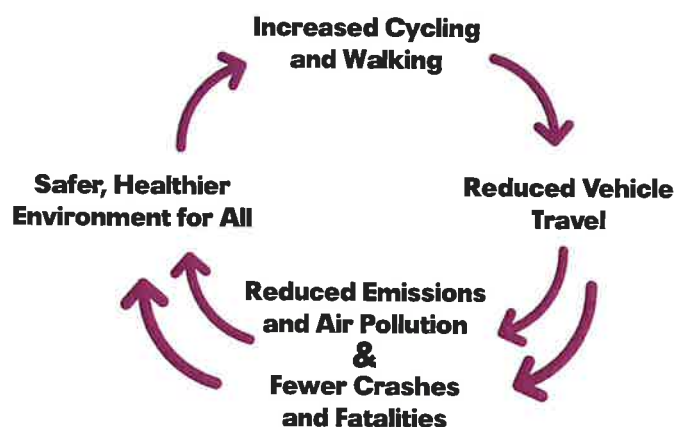 Increased Cycling
and Walking
Reduced Vehicle
Travel
Reduced Emissions
and Air Pollution
&
Fewer Crashes
and Fatalities
Safer, Healthier
Environment for All